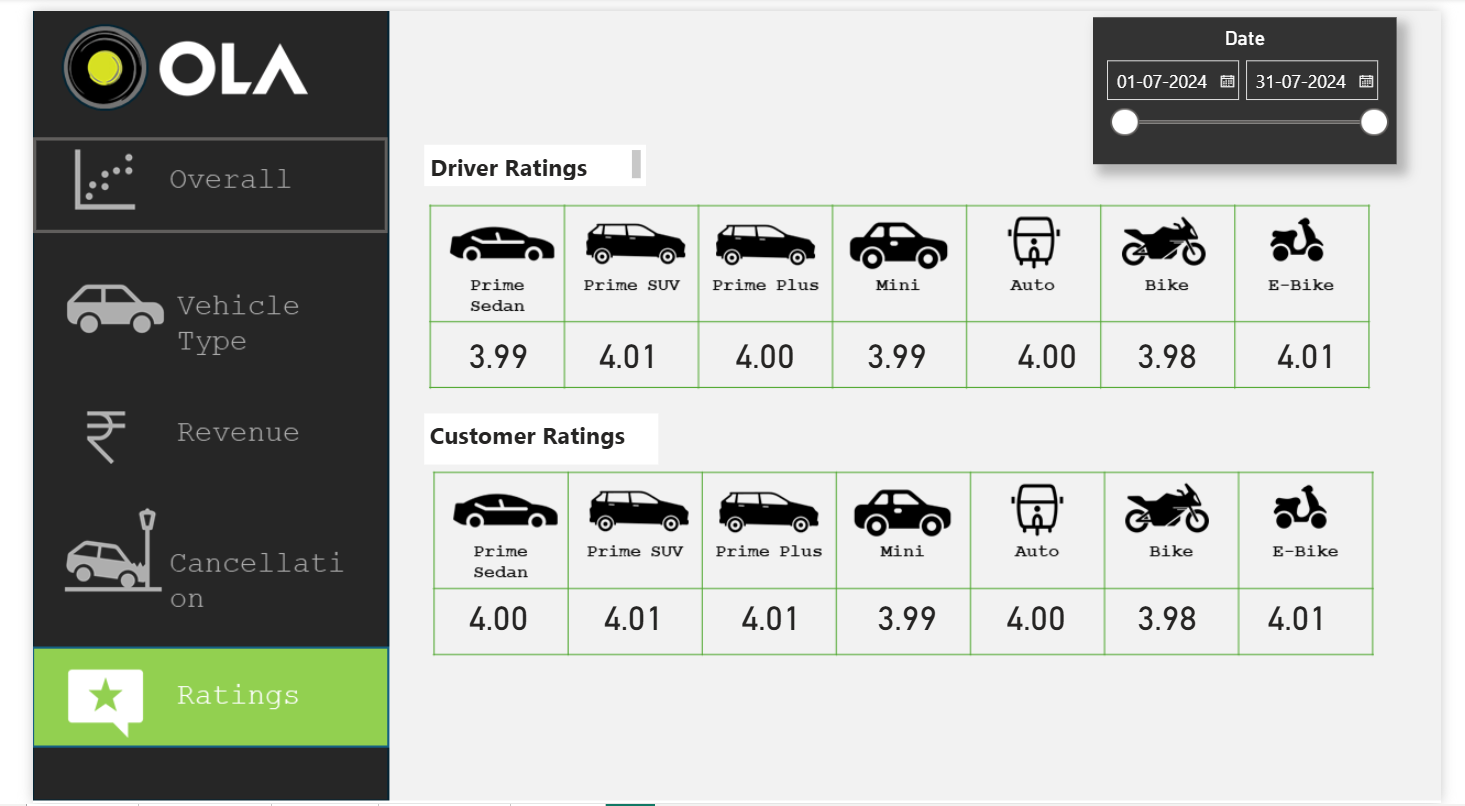 OLA
Date
01-07-2024 31-07-2024
Overall
Vehicle
Type
Revenue
Cancellati
on
Ratings
Driver Ratings
Prime Sedan Prime SUV Prime Plus Mini Auto Bike E-Bike
3.99 4.01 4.00 3.99 4.00 3.98 4.01
Customer Ratings
Prime Sedan Prime SUV Prime Plus Mini Auto Bike E-Bike
4.00 4.01 4.01 3.99 4.00 3.98 4.01